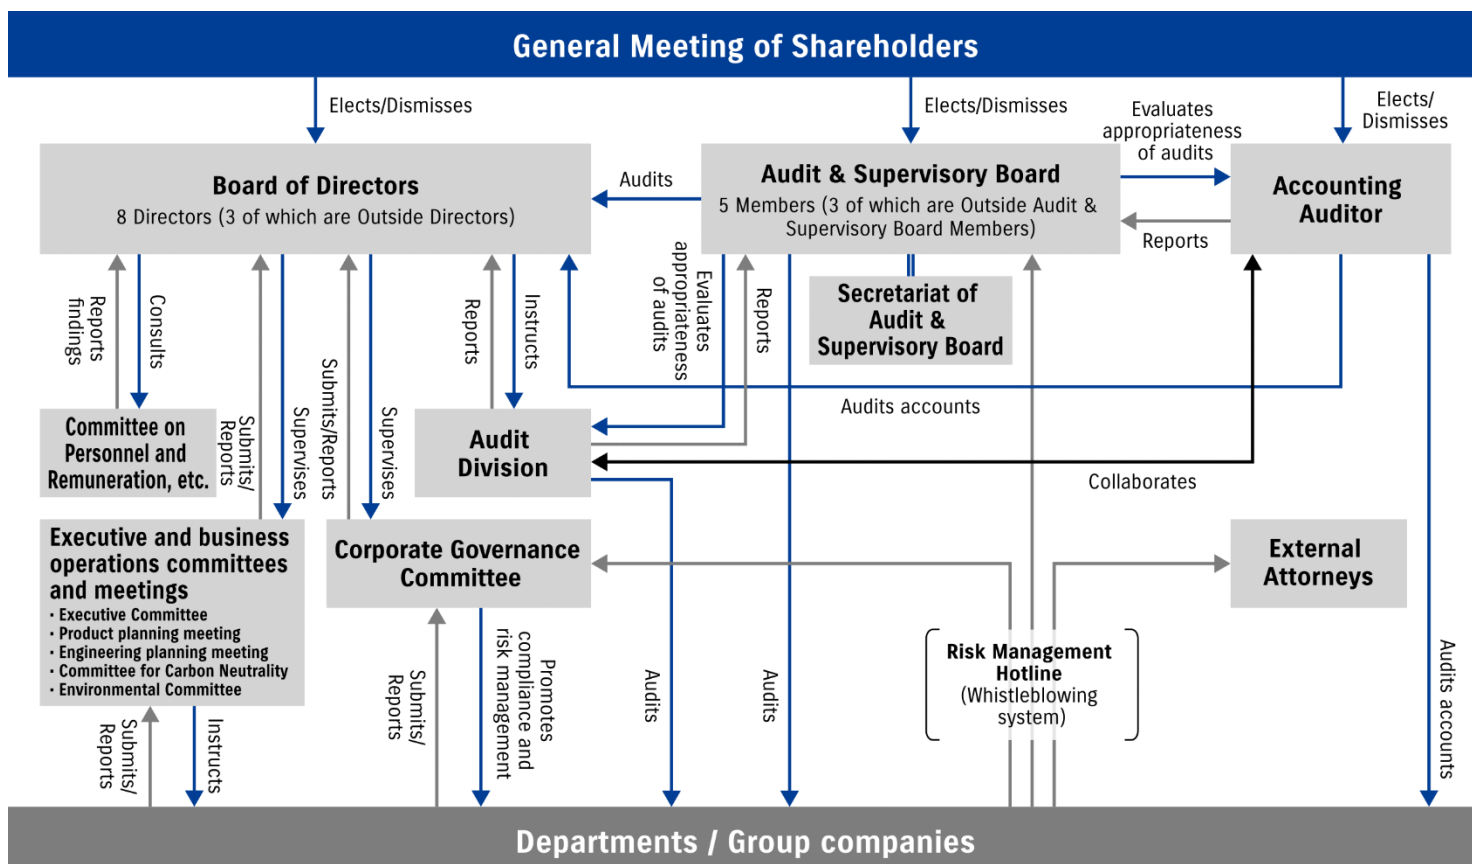 General Meeting of Shareholders
Elects/Dismisses
Elects/Dismisses
Evaluates
appropriateness
of audits
Elects/
Dismisses
Board of Directors
8 Directors (3 of which are Outside Directors)
Audits
Audit & Supervisory Board
5 Members (3 of which are Outside Audit &
Supervisory Board Members)
Accounting
Auditor
Reports
Reports
findings
Consults
Submits/
Reports
Supervises
Submits/Reports
Supervises
Reports
Instructs
Evaluates
appropriateness
of audits
Reports
Secretariat of
Audit &
Supervisory Board
Audits accounts
Committee on
Personnel and
Remuneration, etc.
Audit
Division
Collaborates
Executive and business
operations committees
and meetings
· Executive Committee
· Product planning meeting
· Engineering planning meeting
· Committee for Carbon Neutrality
· Environmental Committee
Corporate Governance
Committee
External
Attorneys
Submits/
Reports
Instructs
Submits/
Reports
Promotes
compliance and
risk management
Audits
Audits
Risk Management
Hotline
(Whistleblowing
system)
Audits accounts
Departments / Group companies